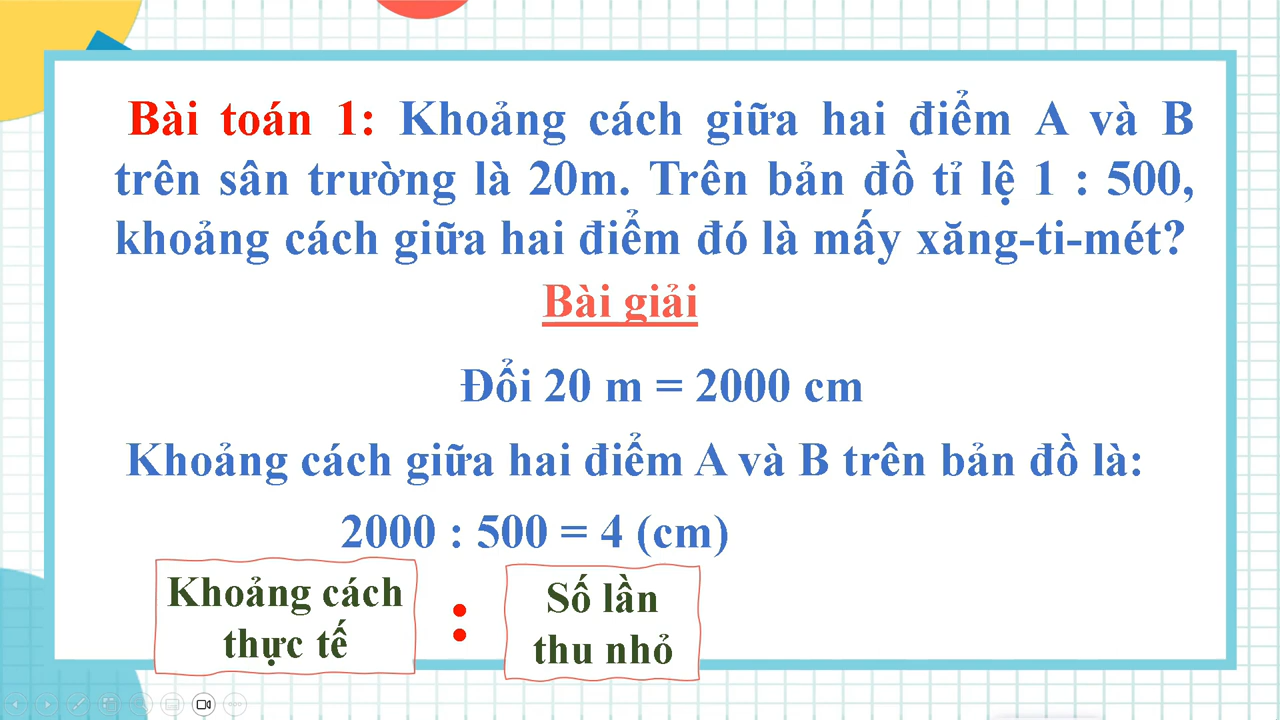 Bài toán 1: Khoảng cách giữa hai điểm A và B
trên sân trường là 20m. Trên bản đồ tỉ lệ 1 : 500,
khoảng cách giữa hai điểm đó là mấy xăng-ti-mét?
Bài giải
Đổi 20 m = 2000 cm
Khoảng cách giữa hai điểm A và B trên bản đồ là:
2000 : 500 = 4 (cm)
Khoảng cách
thực tế
:
Số lần
thu nhỏ